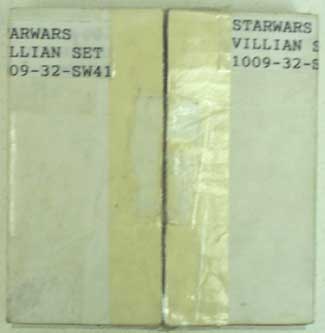 ARWARS
LLIAN SET
09-32-SW41
STARWARS
VILLIAN S
1009-32-S